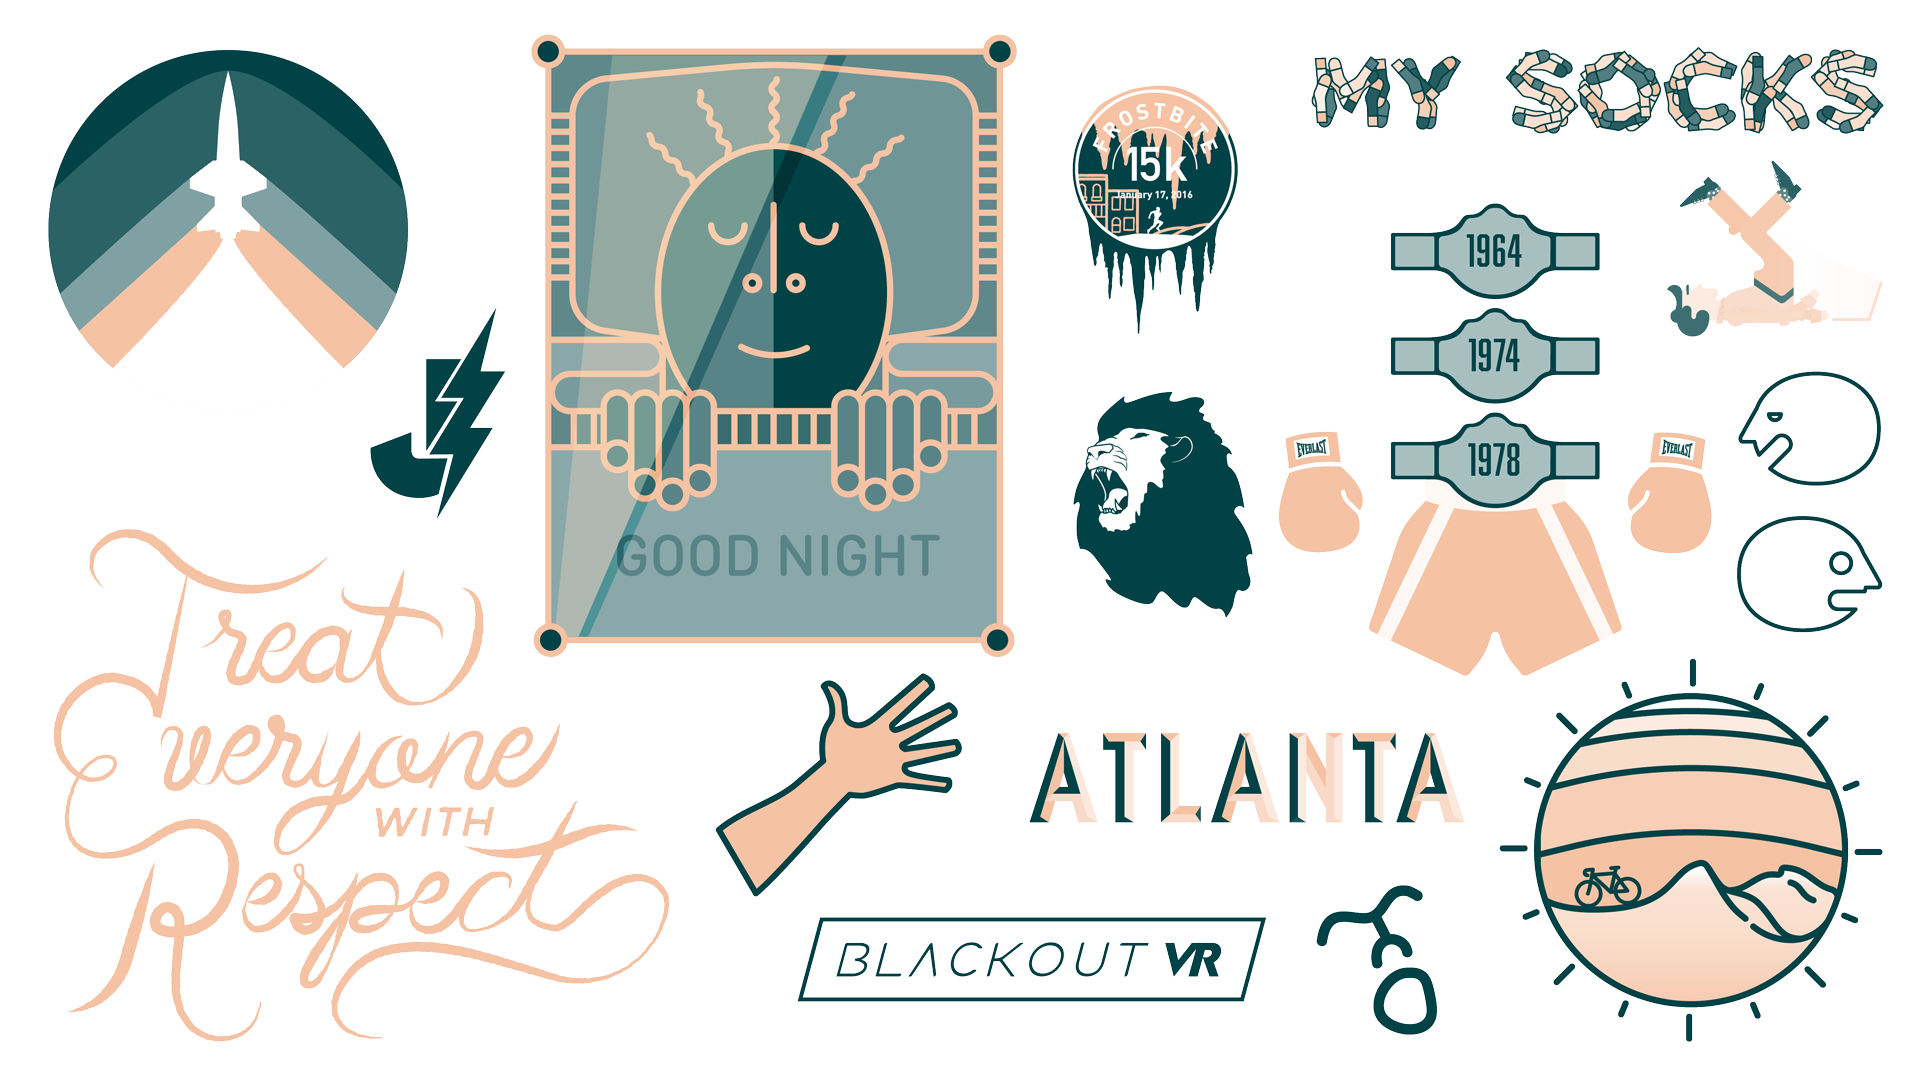 MY SOCKS
FROSTBITE
15k
January 17, 2016
1964
1974
1978
EVERLAST
EVERLAST
GOOD NIGHT
Treat
Everyone
WITH
Respect
ATLANTA
BLACKOUT VR